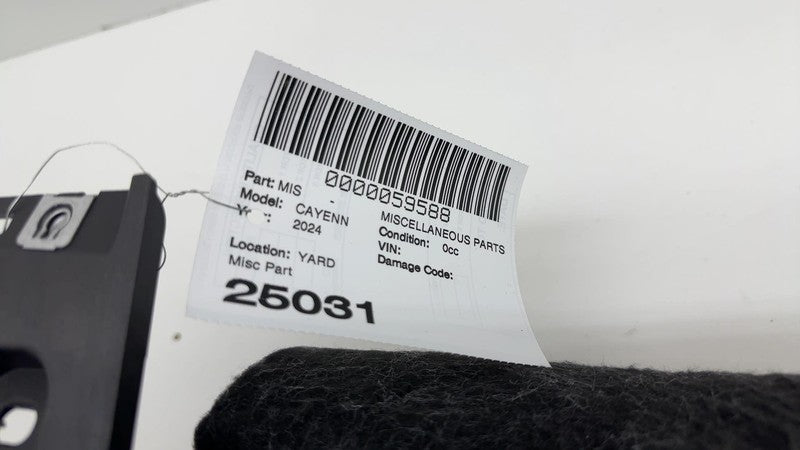 0000059588
Part: MIS - MISCELLANEOUS PARTS
Model: CAYENN Condition: 0cc
2024 VIN:
Damage Code:
Location: YARD
Misc Part
25031